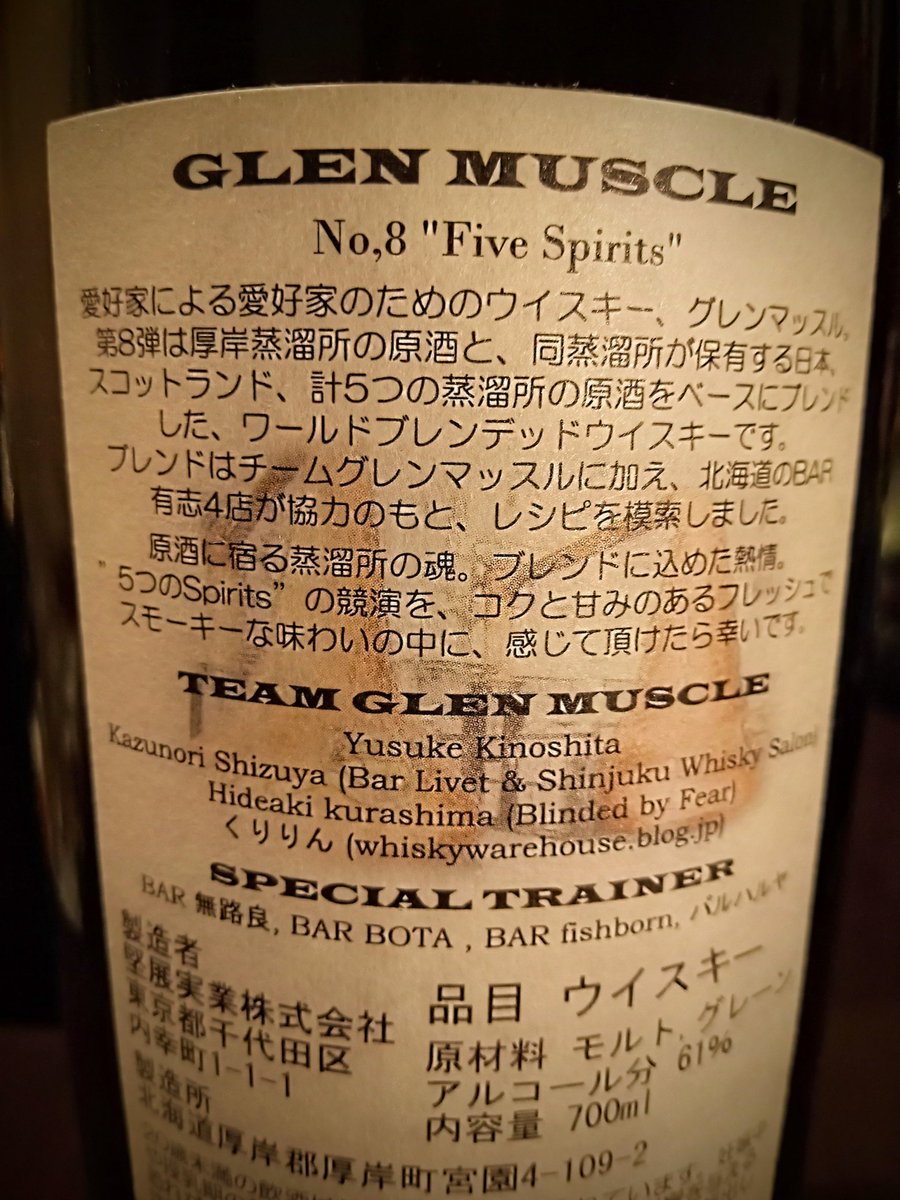 GLEN MUSCLE
No,8 "Five Spirits"
愛好家による愛好家のためのウイスキー、グレンマッスル。
第8弾は厚岸蒸溜所の原酒と、同蒸溜所が保有する日本、
スコットランド、計5つの蒸溜所の原酒をベースにブレンド
した、ワールドブレンデッドウイスキーです。
ブレンドはチームグレンマッスルに加え、北海道のBAR
有志4店が協力のもと、レシピを模索しました。
原酒に宿る蒸溜所の魂。ブレンドに込めた熱情。
"5つのSpirits”の競演を、コクと甘みのあるフレッシュで
スモーキーな味わいの中に、感じて頂けたら幸いです。
TEAM GLEN MUSCLE
Yusuke Kinoshita
Kazunori Shizuya (Bar Livet & Shinjuku Whisky Salon)
Hideaki kurashima (Blinded by Fear)
くりりん (whiskywarehouse.blog.jp)
SPECIAL TRAINER
BAR 無路良, BAR BOTA , BAR fishborn, バルハルヤ
製造者
堅展実業株式会社
東京都千代田区
内幸町1-1-1
製造所
北海道厚岸郡厚岸町宮園4-109-2
品目 ウイスキー
原材料 モルト, グレーン
アルコール分 61%
内容量 700ml